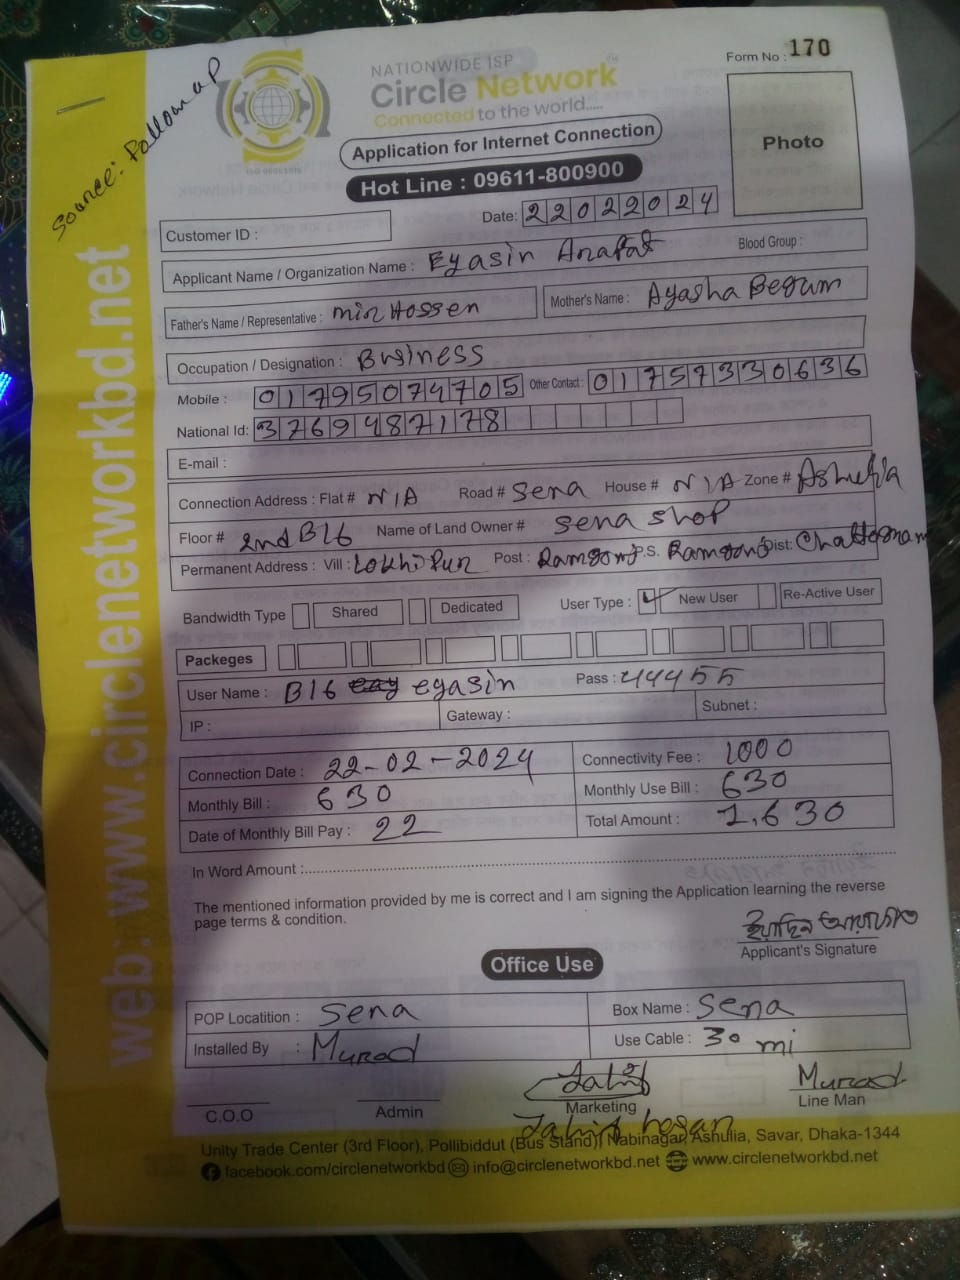 Source: Follow up
NATIONWIDE ISP
Circle Network
Connected to the world.....
Form No : 170
Photo
Application for Internet Connection
Hot Line : 09611-800900
Date: 22022024
Customer ID :
Applicant Name / Organization Name : Eyasin Arafat Blood Group :
Father's Name / Representative : mir Hossen Mother's Name : Ayasha Begum
Occupation / Designation : Business
Mobile : 01795074705 Other Contact : 01757330636
National Id: 3769487178
E-mail :
Connection Address : Flat # N/A Road # Sena House # N/A Zone # Ashulia
Floor # 2nd B16 Name of Land Owner # Sena shop
Permanent Address : Vill : Lokhipur Post : Ramgonj P.S. Ramgonj Dist: Chattogram
Bandwidth Type Shared Dedicated User Type : ✓ New User Re-Active User
Packeges
User Name : B16 eyasin Pass : 44455
IP : Gateway : Subnet :
Connection Date : 22-02-2024 Connectivity Fee : 1000
Monthly Bill : 630 Monthly Use Bill : 630
Date of Monthly Bill Pay : 22 Total Amount : 1,630
In Word Amount :
The mentioned information provided by me is correct and I am signing the Application learning the reverse
page terms & condition.
ইয়াছিন আরাফাত
Applicant's Signature
Office Use
POP Locatition : Sena Box Name : Sena
Installed By : Murad Use Cable : 30 mi
Murad
C.O.O Admin Marketing Line Man
Unity Trade Center (3rd Floor), Pollibiddut (Bus Stand) Nabinagar, Ashulia, Savar, Dhaka-1344
facebook.com/circlenetworkbd info@circlenetworkbd.net www.circlenetworkbd.net
web: www.circlenetworkbd.net